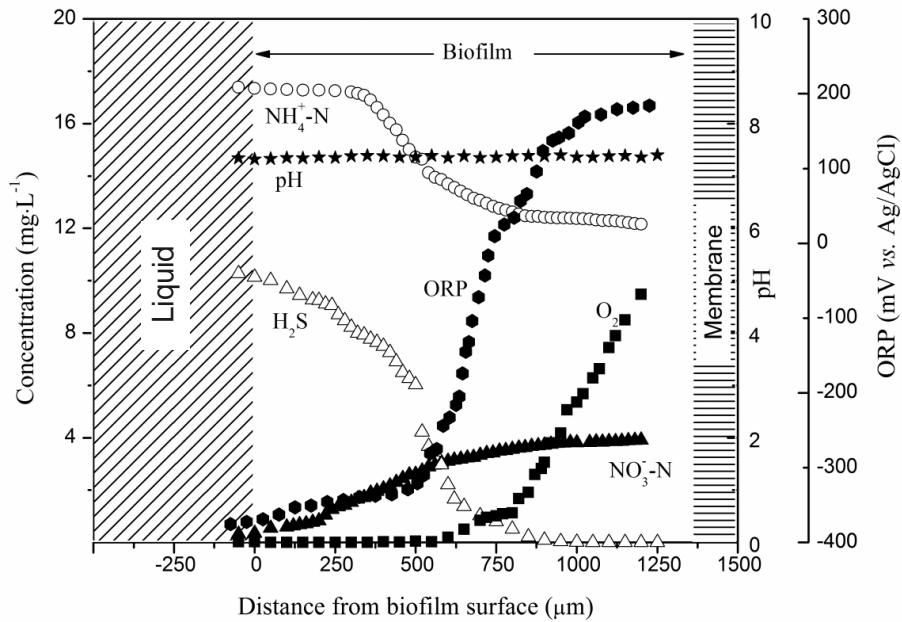 20
16
12
8
4
Concentration (mg·L⁻¹)
Liquid
Biofilm
Membrane
NH₄⁺-N
pH
H₂S
ORP
O₂
NO₃⁻-N
10
8
6
4
2
0
pH
300
200
100
0
-100
-200
-300
-400
ORP (mV vs. Ag/AgCl)
-250
0
250
500
750
1000
1250
1500
Distance from biofilm surface (μm)